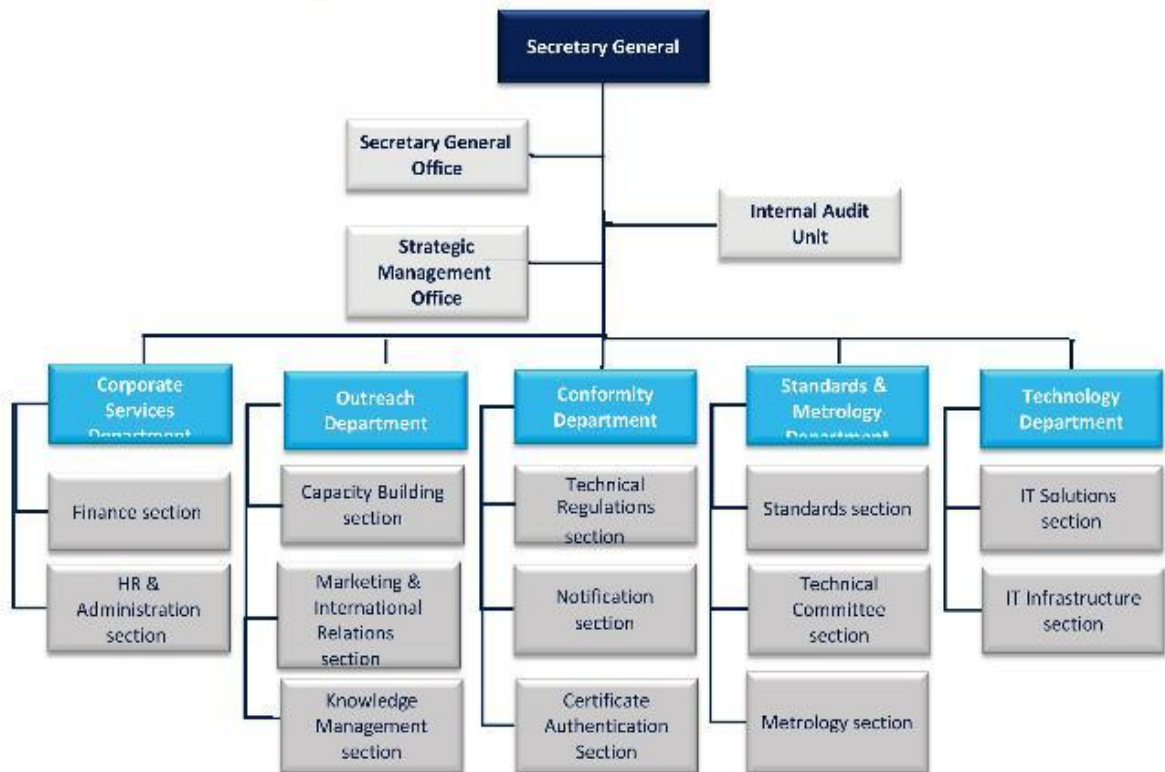 Secretary General
Secretary General
Office
Internal Audit
Unit
Strategic
Management
Office
Corporate
Services
Department
Outreach
Department
Conformity
Department
Standards &
Metrology
Department
Technology
Department
Finance section
HR &
Administration
section
Capacity Building
section
Marketing &
International
Relations
section
Knowledge
Management
section
Technical
Regulations
section
Notification
section
Certificate
Authentication
Section
Standards section
Technical
Committee
section
Metrology section
IT Solutions
section
IT Infrastructure
section